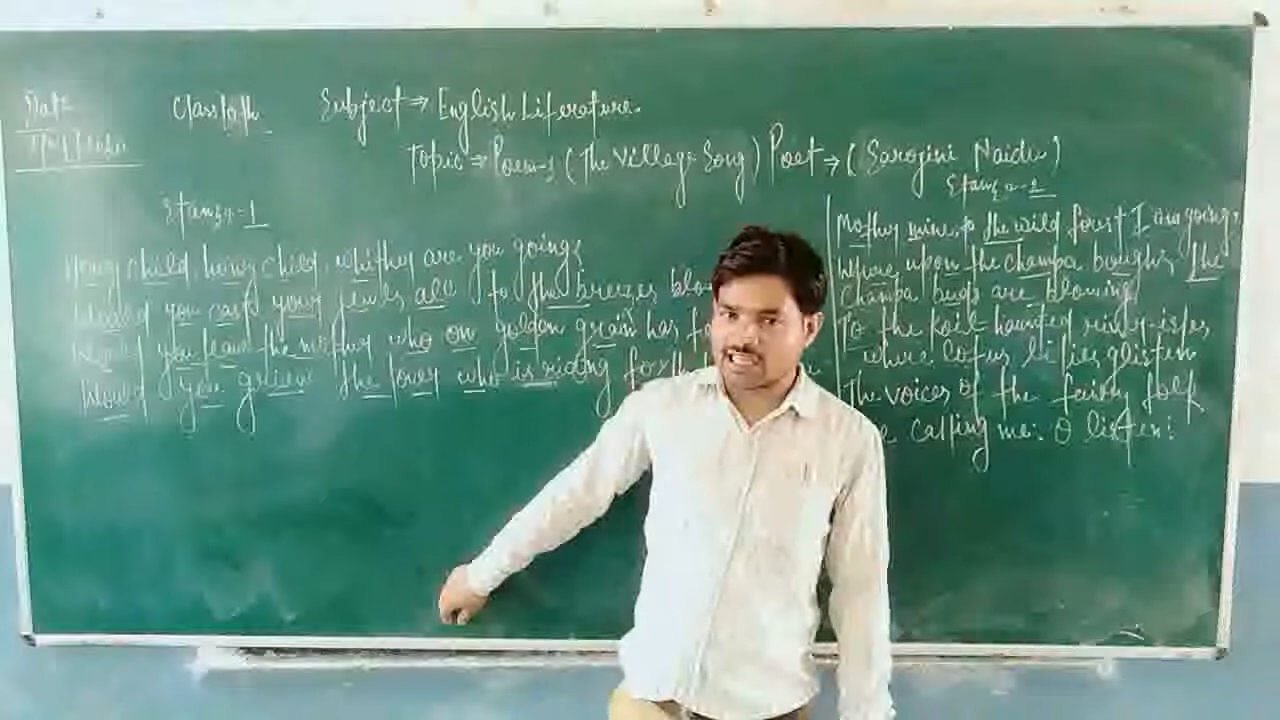 Date
Class 10th
Subject ⇒ English Literature.
Topic ⇒ Poem-1 (The Village Song) Poet → (Sarojini Naidu)
Stanza-1
Honey child, honey child, whither are you going?
Would you cast your jewels all to the breezes blo
Would you leave the mother who on golden grain has f
Would you grieve the lover who is riding forth
Stanza-2
Mother mine, to the wild forest I am going,
Where upon the champa boughs the
champa buds are blowing
To the koil-haunted river-isles
where lotus lilies glisten
The voices of the fairy folk
e calling me: O listen!